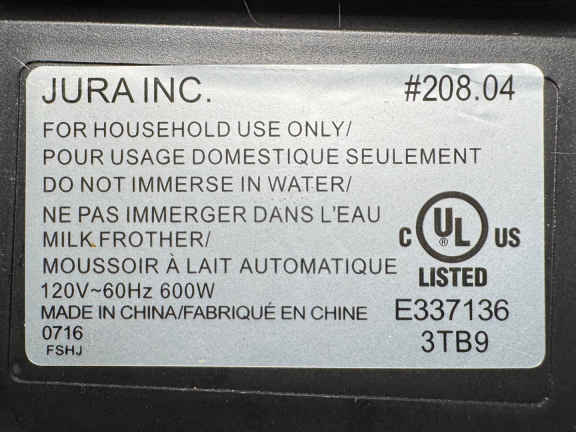 JURA INC. #208.04
FOR HOUSEHOLD USE ONLY/
POUR USAGE DOMESTIQUE SEULEMENT
DO NOT IMMERSE IN WATER/
NE PAS IMMERGER DANS L'EAU
MILK FROTHER/
MOUSSOIR À LAIT AUTOMATIQUE
120V~60Hz 600W
MADE IN CHINA/FABRIQUÉ EN CHINE
0716
FSHJ
C UL ® US
LISTED
E337136
3TB9